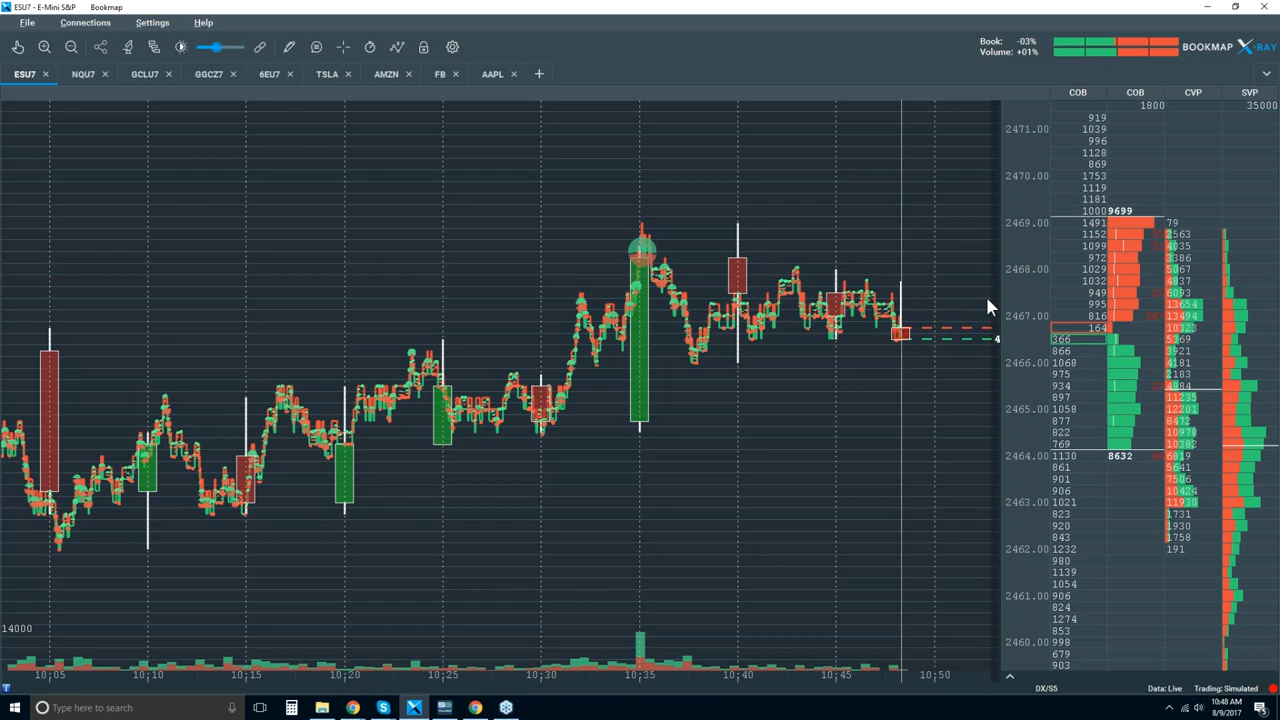 ESU7 - E-Mini S&P Bookmap
File Connections Settings Help
Book: -03%
Volume: +01%
BOOKMAP X-RAY
ESU7 NQU7 GCLU7 GGCZ7 6EU7 TSLA AMZN FB AAPL
COB COB CVP SVP
1800 35000
919
2471.00 1039
996
1128
869
2470.00 1753
1119
1181
1000 9699
2469.00 1491 79
1152 2563
1099 4035
972 3386
2468.00 1029 5067
1032 4837
949 6093
995 13654
2467.00 816 13494
164 10323
4 366 5369
866 3921
2466.00 1068 4181
975 2183
934 4984
897 11235
2465.00 1058 12201
877 8472
822 10978
769 10382
2464.00 1130 8632 6819
861 5641
901 7506
906 10424
2463.00 1021 11930
823 1731
920 1930
843 1758
2462.00 1232 191
980
1139
1054
2461.00 906
824
1274
14000 853
2460.00 998
679
903
10:05 10:10 10:15 10:20 10:25 10:30 10:35 10:40 10:45 10:50
DX/S5 Data: Live Trading: Simulated
Type here to search
10:48 AM
8/9/2017
5